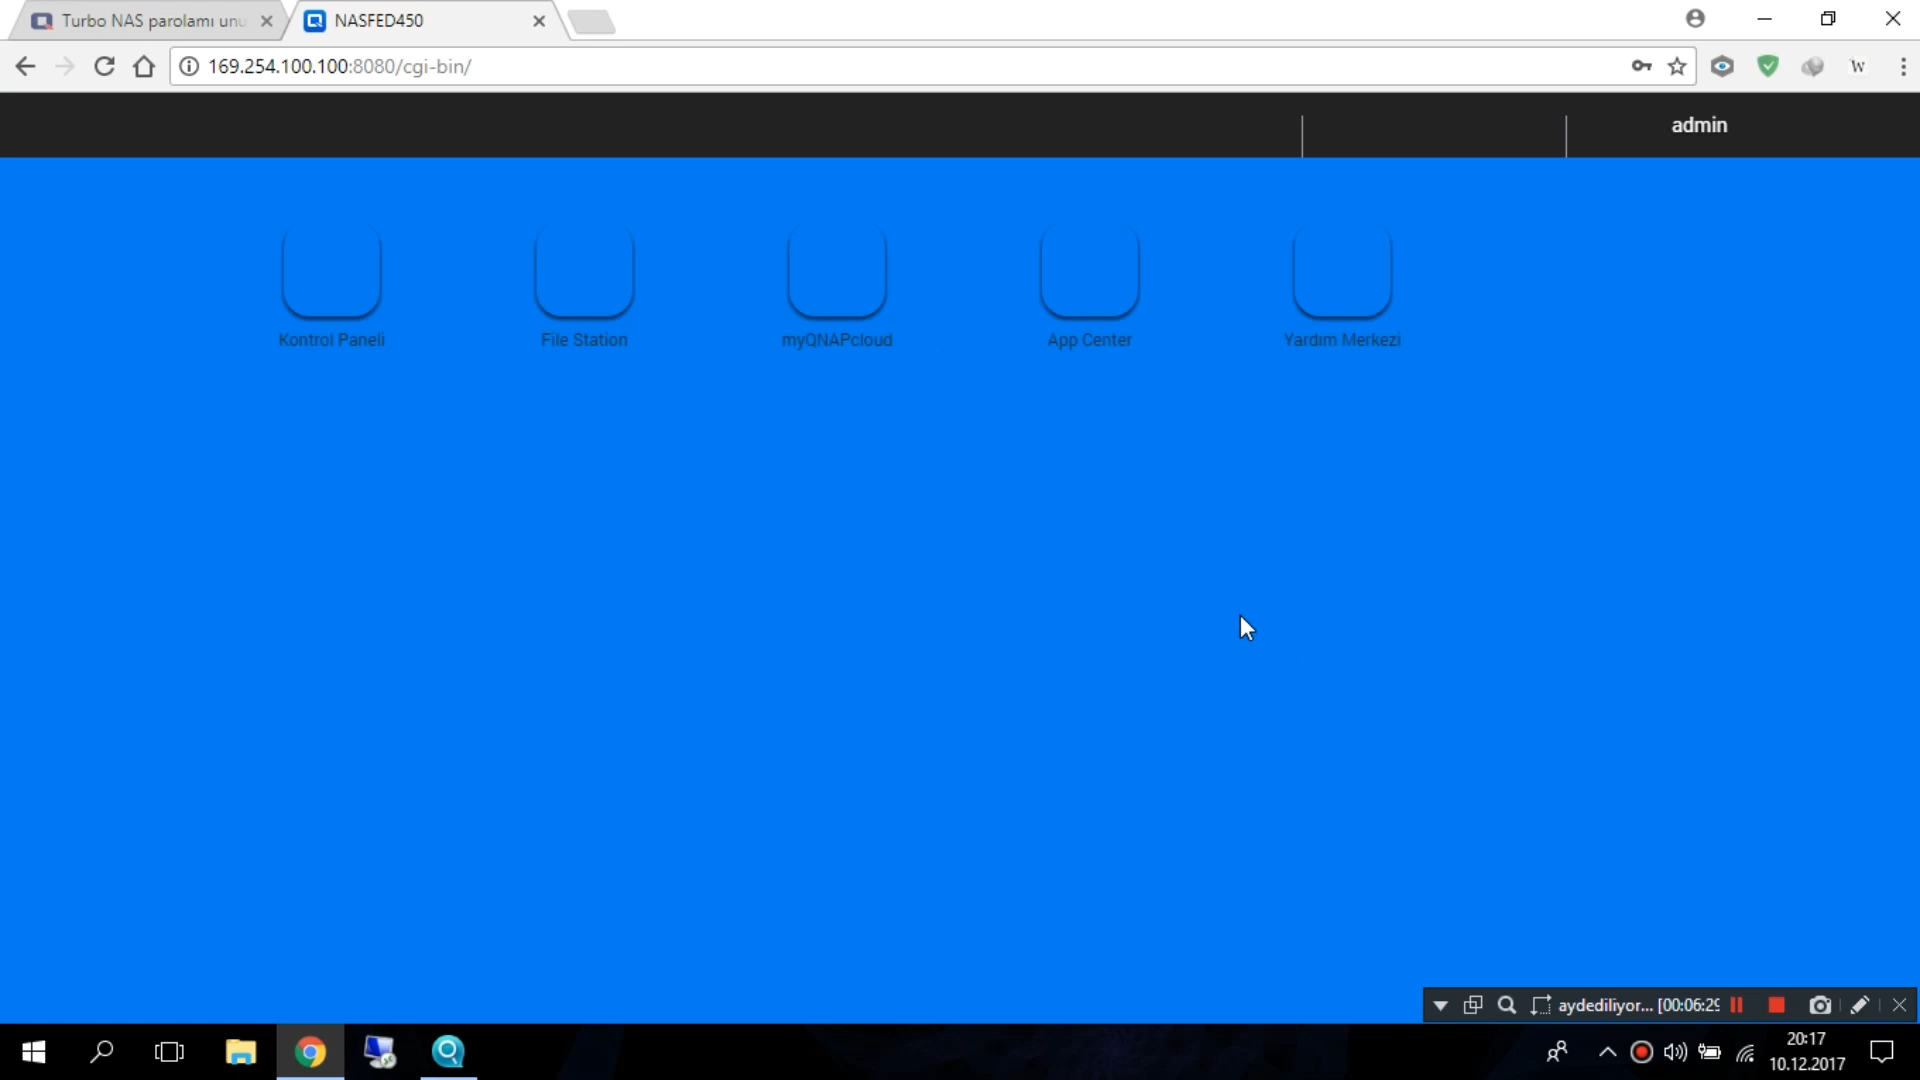 Turbo NAS parolamı unu
NASFED450
169.254.100.100:8080/cgi-bin/
W
admin
Kontrol Paneli
File Station
myQNAPcloud
App Center
Yardım Merkezi
aydediliyor... [00:06:29
20:17
10.12.2017